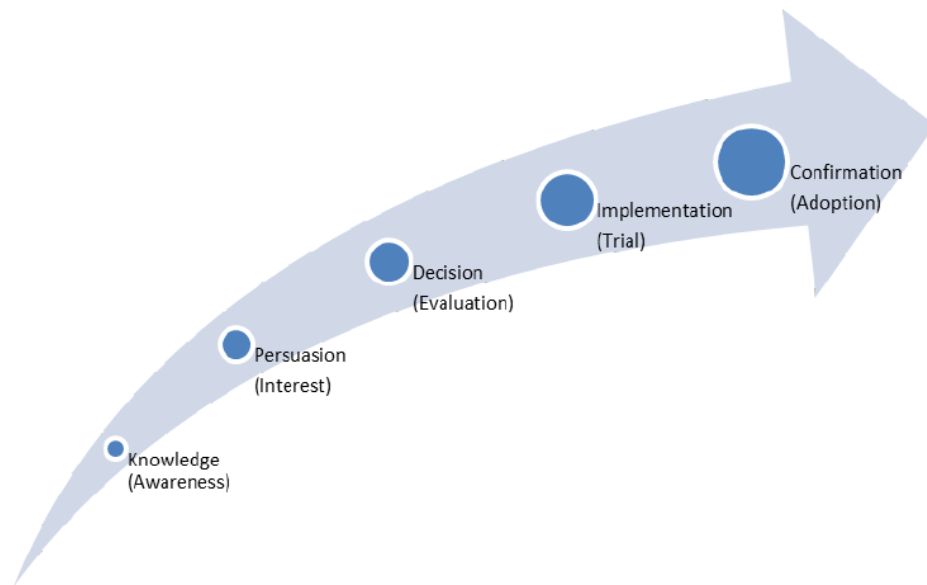 Confirmation
(Adoption)
Implementation
(Trial)
Decision
(Evaluation)
Persuasion
(Interest)
Knowledge
(Awareness)